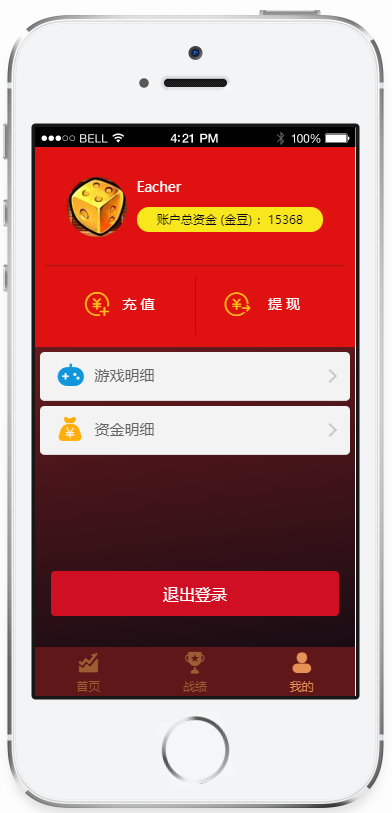 BELL 4:21 PM 100%
Eacher
账户总资金 (金豆) ：15368
充值 提现
游戏明细
资金明细
退出登录
首页 战绩 我的